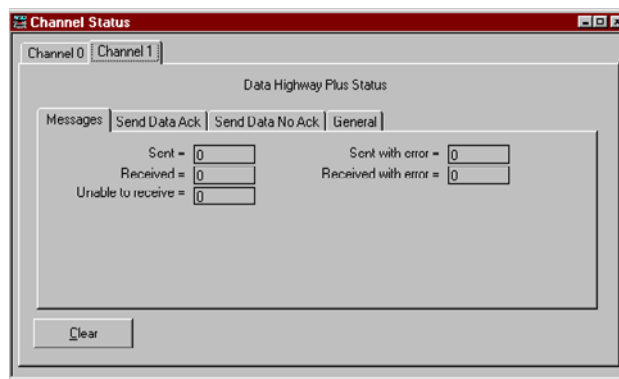 Channel Status
Channel 0 Channel 1
Data Highway Plus Status
Messages Send Data Ack Send Data No Ack General
Sent = 0 Sent with error = 0
Received = 0 Received with error = 0
Unable to receive = 0
Clear